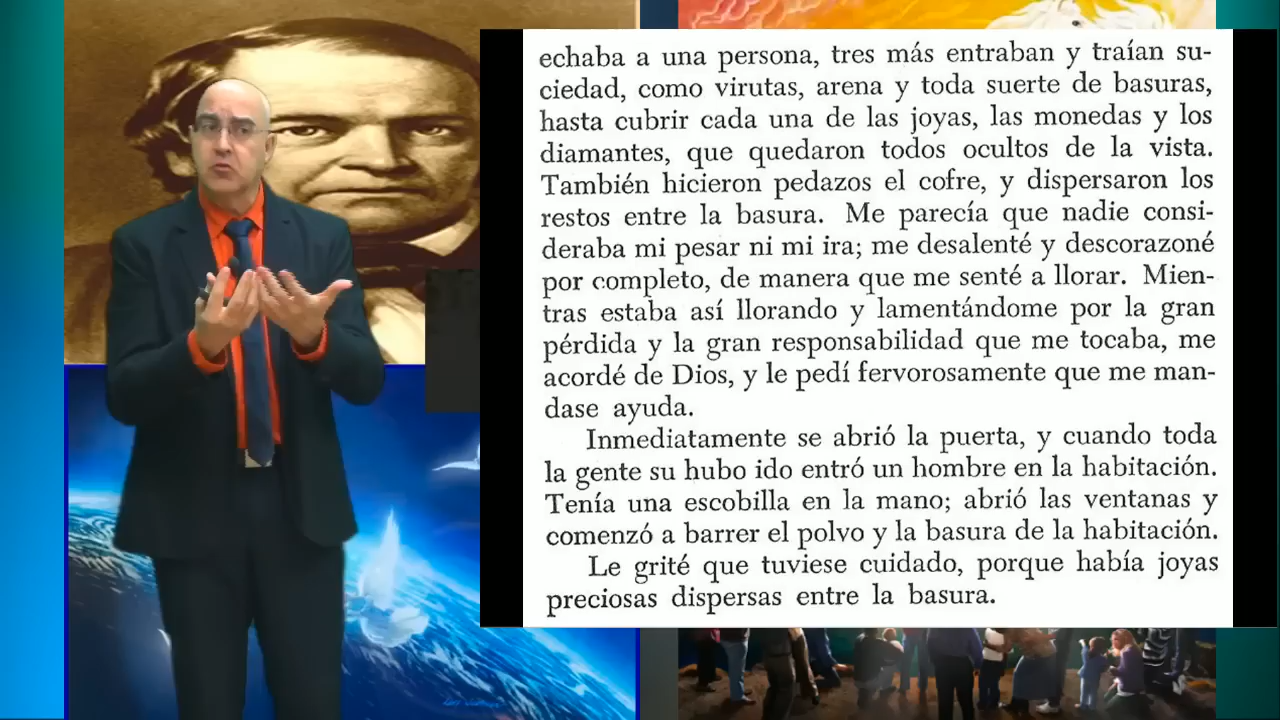 echaba a una persona, tres más entraban y traían su-
ciedad, como virutas, arena y toda suerte de basuras,
hasta cubrir cada una de las joyas, las monedas y los
diamantes, que quedaron todos ocultos de la vista.
También hicieron pedazos el cofre, y dispersaron los
restos entre la basura. Me parecía que nadie consi-
deraba mi pesar ni mi ira; me desalenté y descorazoné
por completo, de manera que me senté a llorar. Mien-
tras estaba así llorando y lamentándome por la gran
pérdida y la gran responsabilidad que me tocaba, me
acordé de Dios, y le pedí fervorosamente que me man-
dase ayuda.
Inmediatamente se abrió la puerta, y cuando toda
la gente su hubo ido entró un hombre en la habitación.
Tenía una escobilla en la mano; abrió las ventanas y
comenzó a barrer el polvo y la basura de la habitación.
Le grité que tuviese cuidado, porque había joyas
preciosas dispersas entre la basura.